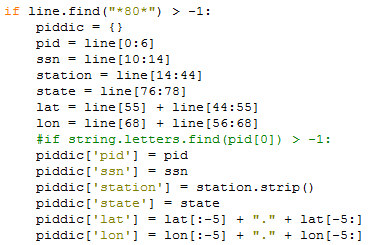 if line.find("*80*") > -1:
    piddic = {}
    pid = line[0:6]
    ssn = line[10:14]
    station = line[14:44]
    state = line[76:78]
    lat = line[55] + line[44:55]
    lon = line[68] + line[56:68]
    #if string.letters.find(pid[0]) > -1:
    piddic['pid'] = pid
    piddic['ssn'] = ssn
    piddic['station'] = station.strip()
    piddic['state'] = state
    piddic['lat'] = lat[:-5] + "." + lat[-5:]
    piddic['lon'] = lon[:-5] + "." + lon[-5:]